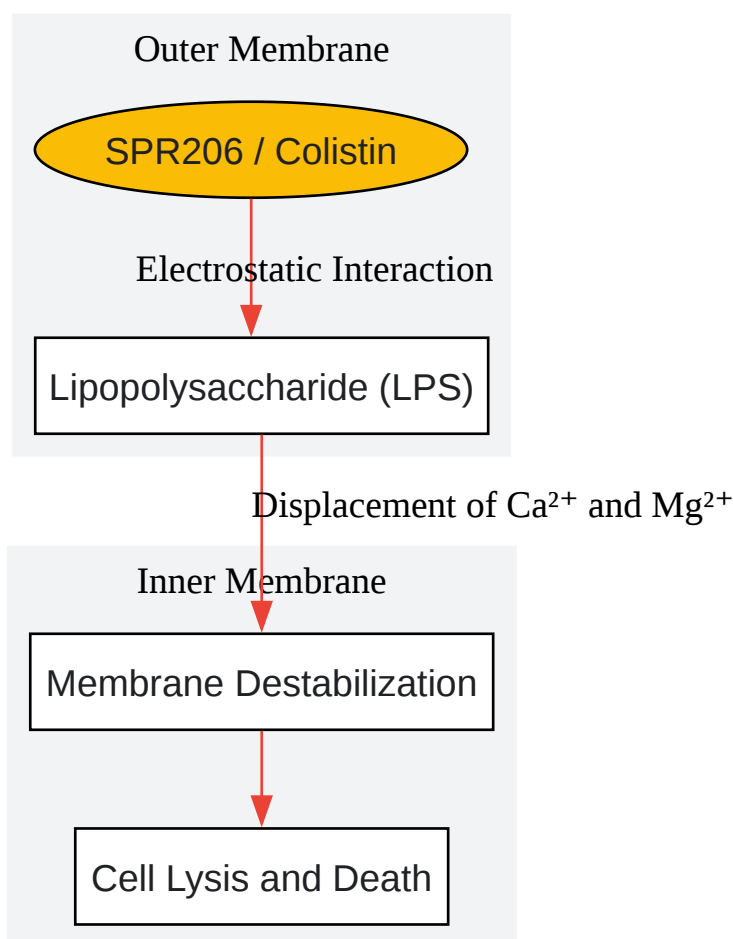 Outer Membrane
SPR206 / Colistin
Electrostatic Interaction
Lipopolysaccharide (LPS)
Displacement of Ca²⁺ and Mg²⁺
Inner Membrane
Membrane Destabilization
Cell Lysis and Death